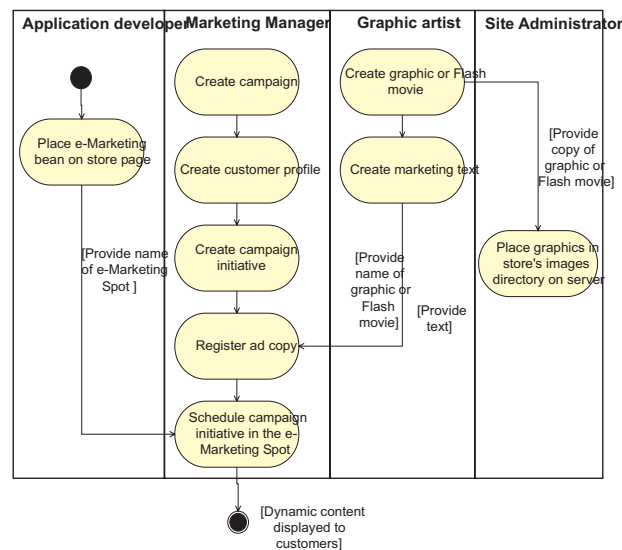 Application developer
Marketing Manager
Graphic artist
Site Administrator
Create campaign
Create graphic or Flash
movie
Place e-Marketing
bean on store page
Create customer profile
Create marketing text
[Provide
copy of
graphic or
Flash movie]
[Provide name
of e-Marketing
Spot ]
Create campaign
initiative
[Provide
name of
graphic or
Flash
movie]
[Provide
text]
Place graphics in
store's images
directory on server
Register ad copy
Schedule campaign
initiative in the e-
Marketing Spot
[Dynamic content
displayed to
customers]